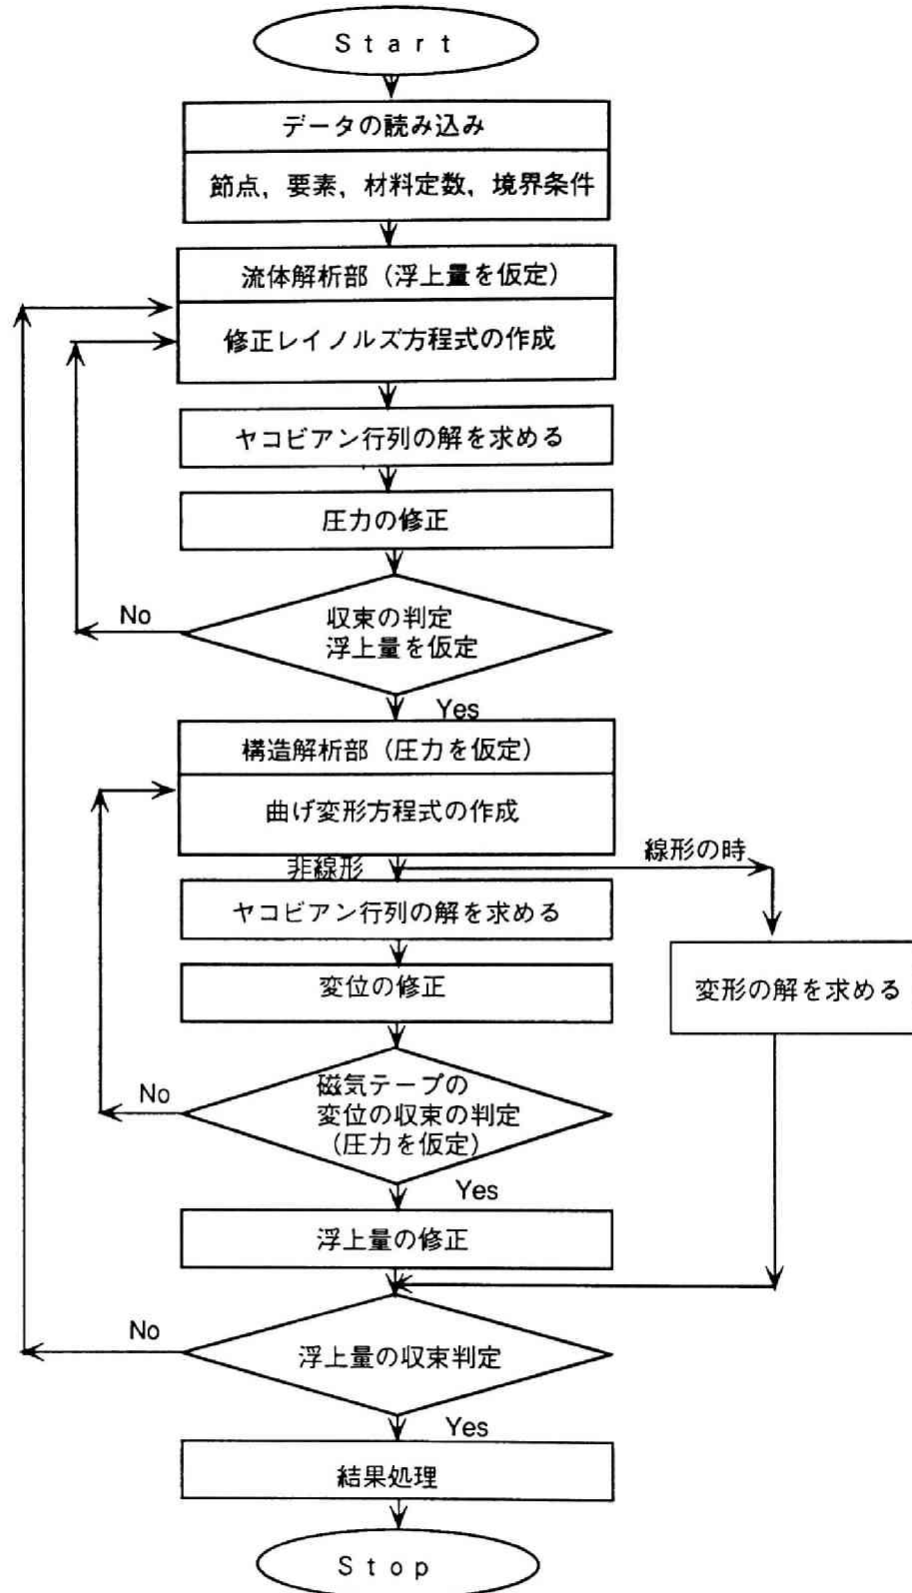 Start
データの読み込み
節点，要素，材料定数，境界条件
流体解析部（浮上量を仮定）
修正レイノルズ方程式の作成
ヤコビアン行列の解を求める
圧力の修正
No
収束の判定
浮上量を仮定
Yes
構造解析部（圧力を仮定）
曲げ変形方程式の作成
非線形
線形の時
ヤコビアン行列の解を求める
変位の修正
変形の解を求める
No
磁気テープの
変位の収束の判定
（圧力を仮定）
Yes
浮上量の修正
No
浮上量の収束判定
Yes
結果処理
Stop